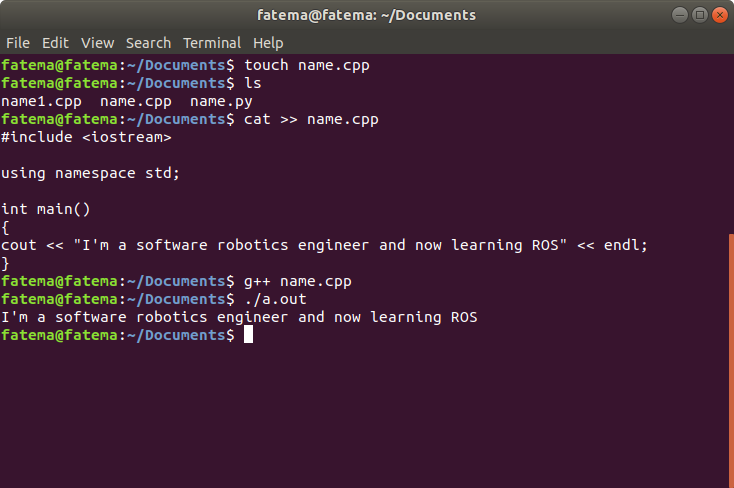 fatema@fatema: ~/Documents
File Edit View Search Terminal Help
fatema@fatema:~/Documents$ touch name.cpp
fatema@fatema:~/Documents$ ls
name1.cpp  name.cpp  name.py
fatema@fatema:~/Documents$ cat >> name.cpp
#include <iostream>
using namespace std;
int main()
{
cout << "I'm a software robotics engineer and now learning ROS" << endl;
}
fatema@fatema:~/Documents$ g++ name.cpp
fatema@fatema:~/Documents$ ./a.out
I'm a software robotics engineer and now learning ROS
fatema@fatema:~/Documents$